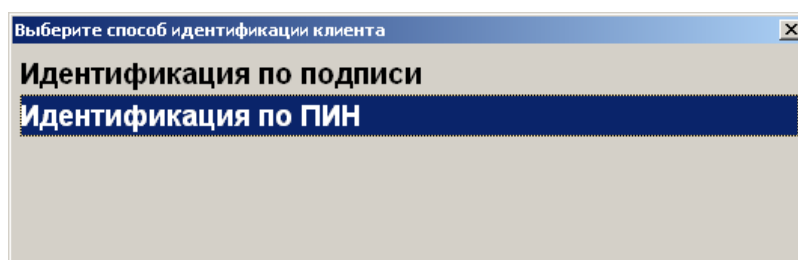 Выберите способ идентификации клиента
Идентификация по подписи
Идентификация по ПИН